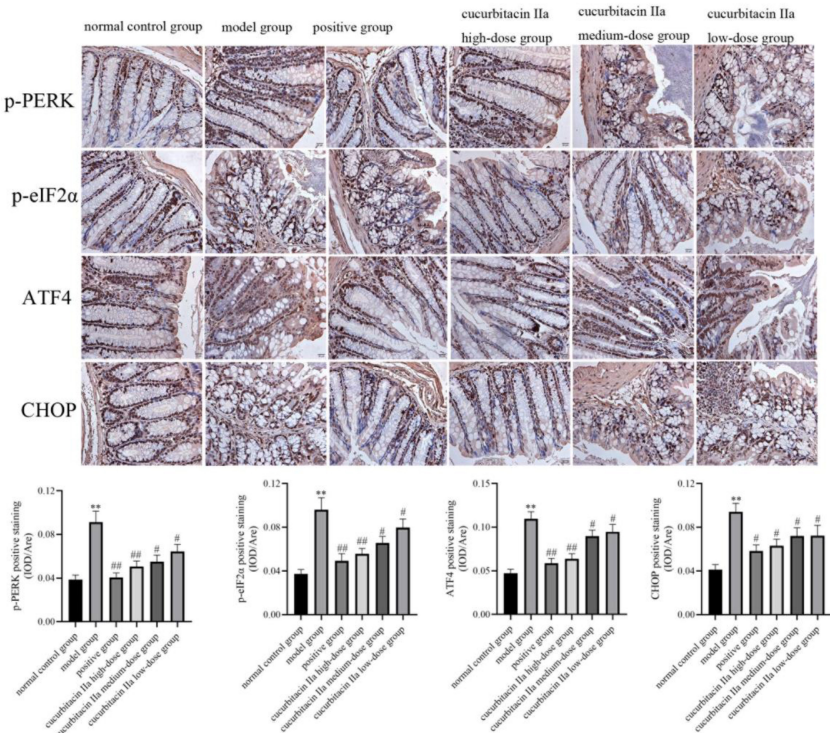 normal control group
model group
positive group
cucurbitacin IIa
high-dose group
cucurbitacin IIa
medium-dose group
cucurbitacin IIa
low-dose group
p-PERK
p-eIF2α
ATF4
CHOP
p-PERK positive staining
(IOD/Are)
0.12
0.08
0.04
0.00
**
##
##
#
#
normal control group
model group
positive group
cucurbitacin IIa high-dose group
cucurbitacin IIa medium-dose group
cucurbitacin IIa low-dose group
p-eIF2α positive staining
(IOD/Are)
0.12
0.08
0.04
0.00
**
##
##
#
#
normal control group
model group
positive group
cucurbitacin IIa high-dose group
cucurbitacin IIa medium-dose group
cucurbitacin IIa low-dose group
ATF4 positive staining
(IOD/Are)
0.15
0.10
0.05
0.00
**
##
##
#
#
normal control group
model group
positive group
cucurbitacin IIa high-dose group
cucurbitacin IIa medium-dose group
cucurbitacin IIa low-dose group
CHOP positive staining
(IOD/Are)
0.12
0.08
0.04
0.00
**
#
#
#
#
normal control group
model group
positive group
cucurbitacin IIa high-dose group
cucurbitacin IIa medium-dose group
cucurbitacin IIa low-dose group